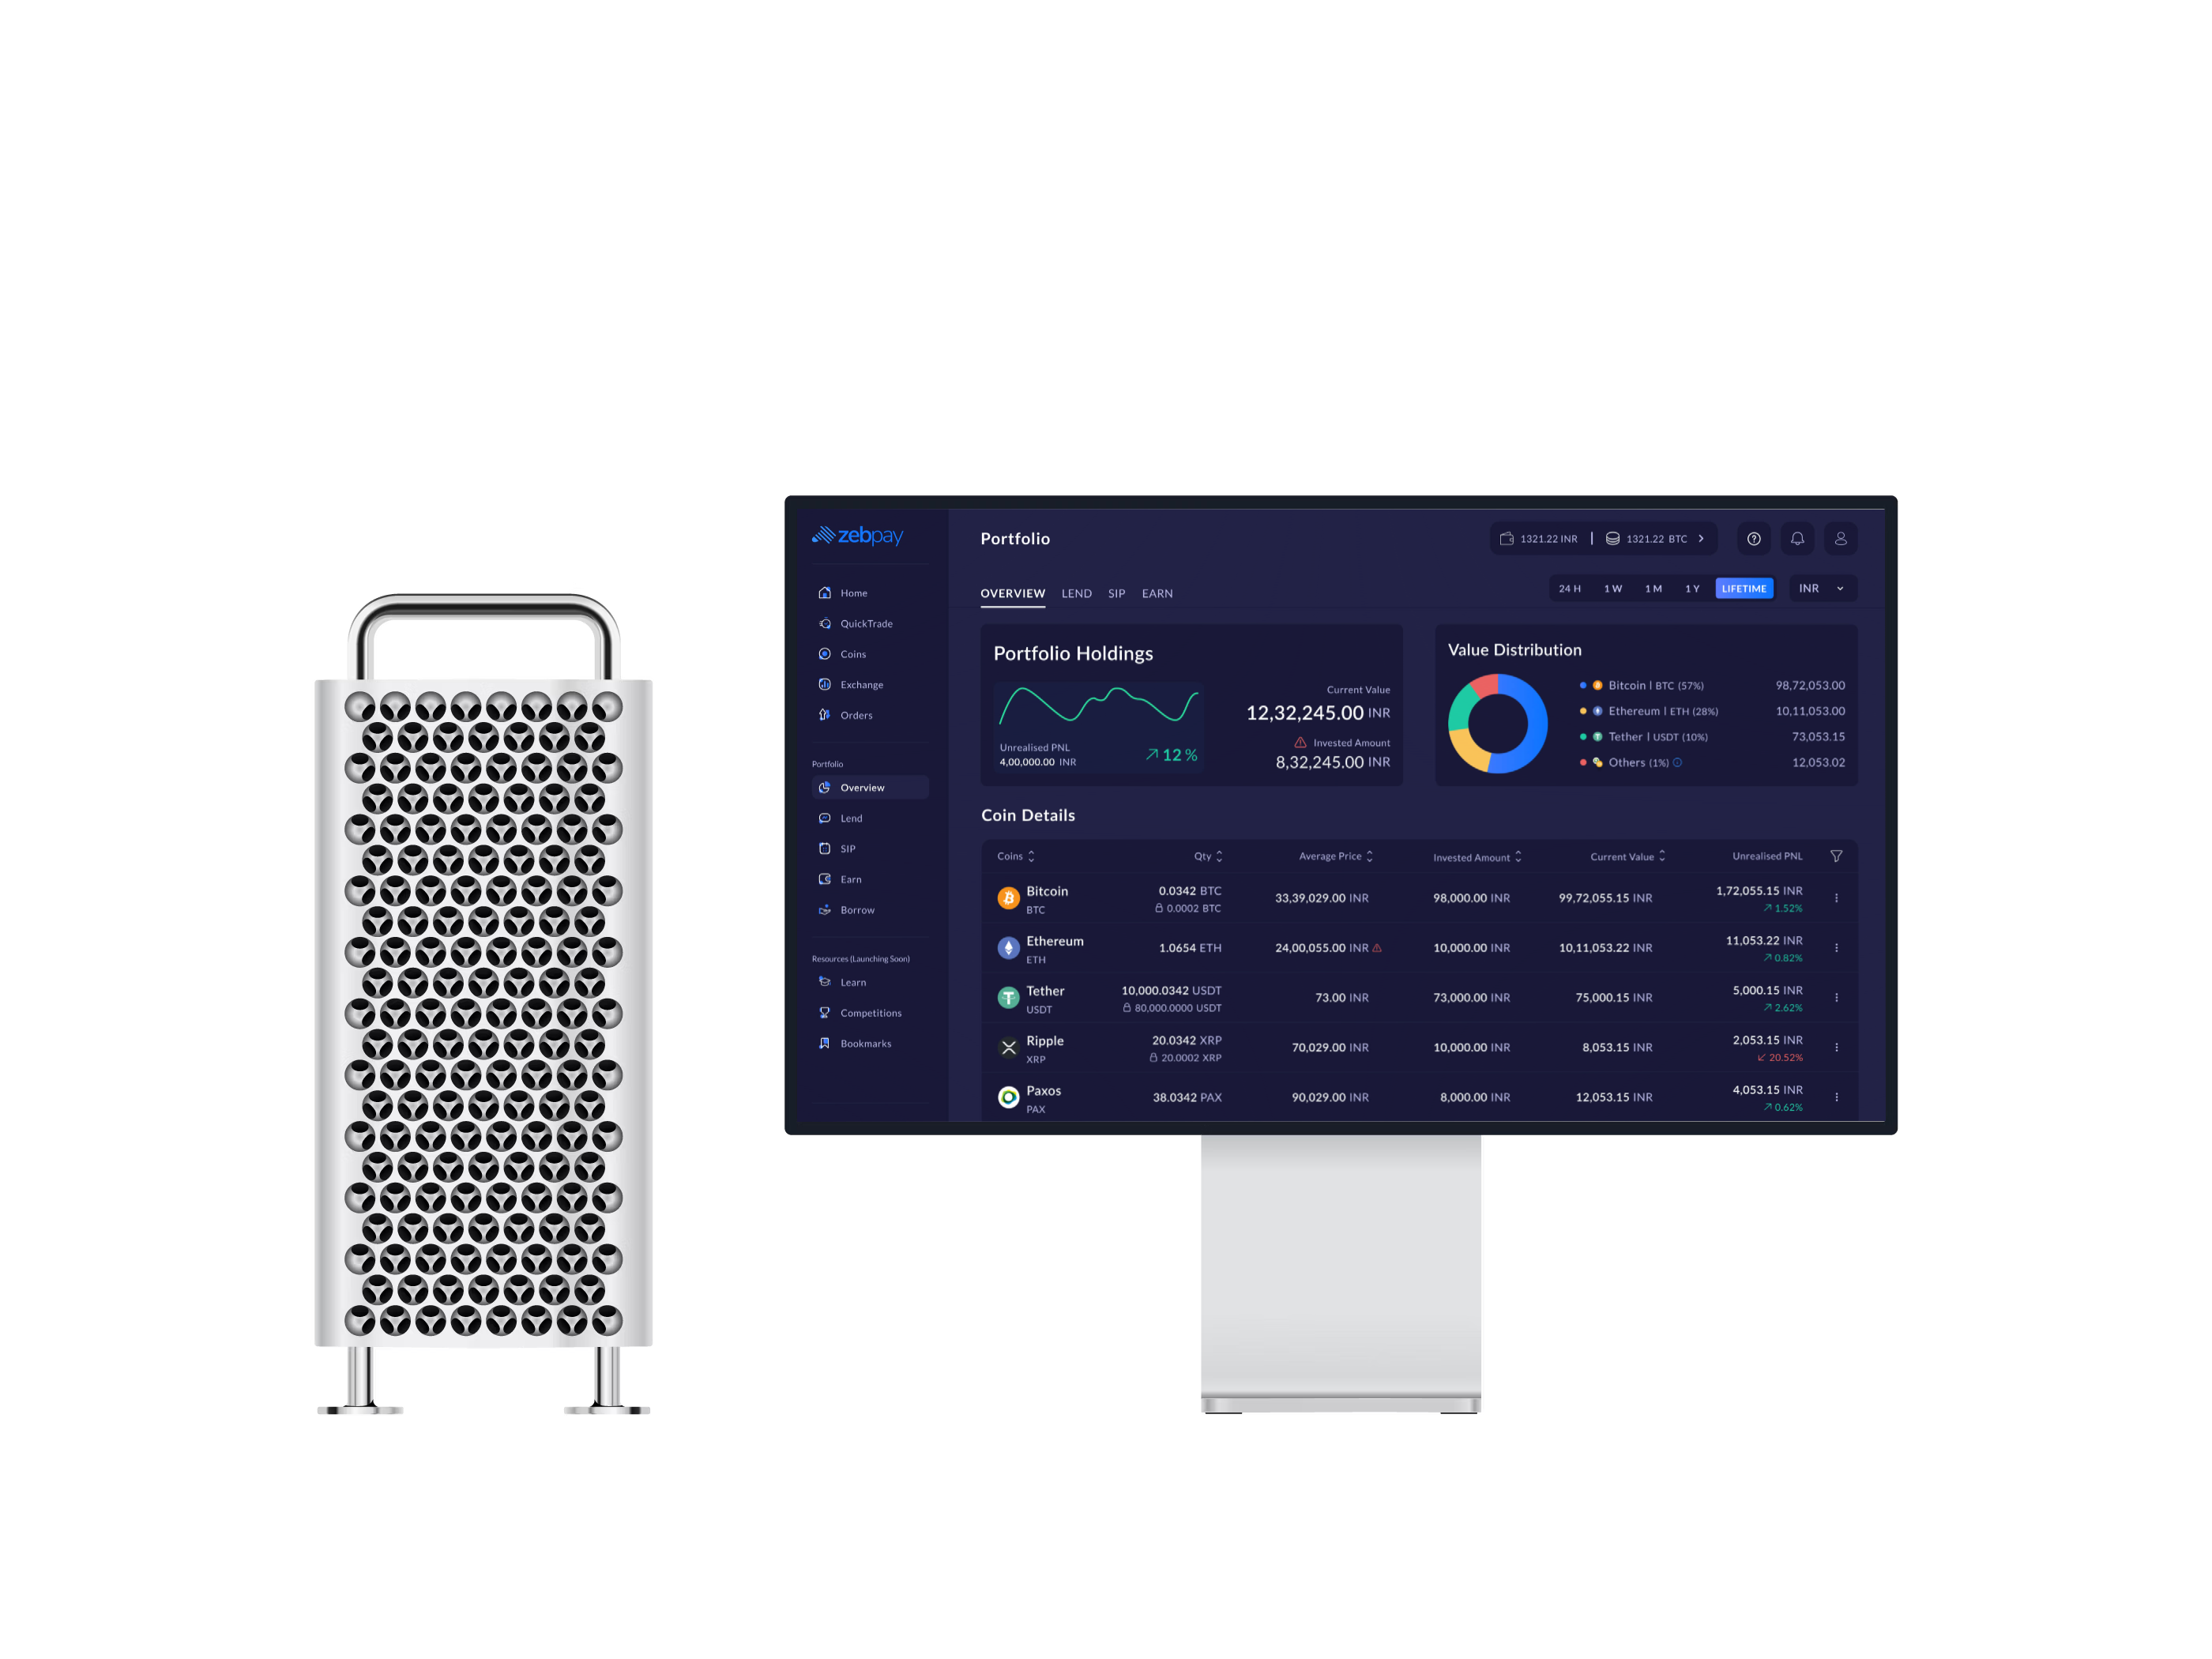 zebpay
Home
QuickTrade
Coins
Exchange
Orders
Portfolio
Overview
Lend
SIP
Earn
Borrow
Resources (Launching Soon)
Learn
Competitions
Bookmarks
Portfolio
1321.22 INR | 1321.22 BTC
OVERVIEW LEND SIP EARN
24 H 1 W 1 M 1 Y LIFETIME INR
Portfolio Holdings
Unrealised PNL
4,00,000.00 INR
12 %
Current Value
12,32,245.00 INR
Invested Amount
8,32,245.00 INR
Value Distribution
Bitcoin | BTC (57%) 98,72,053.00
Ethereum | ETH (28%) 10,11,053.00
Tether | USDT (10%) 73,053.15
Others (1%) 12,053.02
Coin Details
Coins Qty Average Price Invested Amount Current Value Unrealised PNL
Bitcoin 0.0342 BTC 33,39,029.00 INR 98,000.00 INR 99,72,055.15 INR 1,72,055.15 INR
BTC 0.0002 BTC 1.52%
Ethereum 1.0654 ETH 24,00,055.00 INR 10,000.00 INR 10,11,053.22 INR 11,053.22 INR
ETH 0.82%
Tether 10,000.0342 USDT 73.00 INR 73,000.00 INR 75,000.15 INR 5,000.15 INR
USDT 80,000.0000 USDT 2.62%
Ripple 20.0342 XRP 70,029.00 INR 10,000.00 INR 8,053.15 INR 2,053.15 INR
XRP 20.0002 XRP 20.52%
Paxos 38.0342 PAX 90,029.00 INR 8,000.00 INR 12,053.15 INR 4,053.15 INR
PAX 0.62%